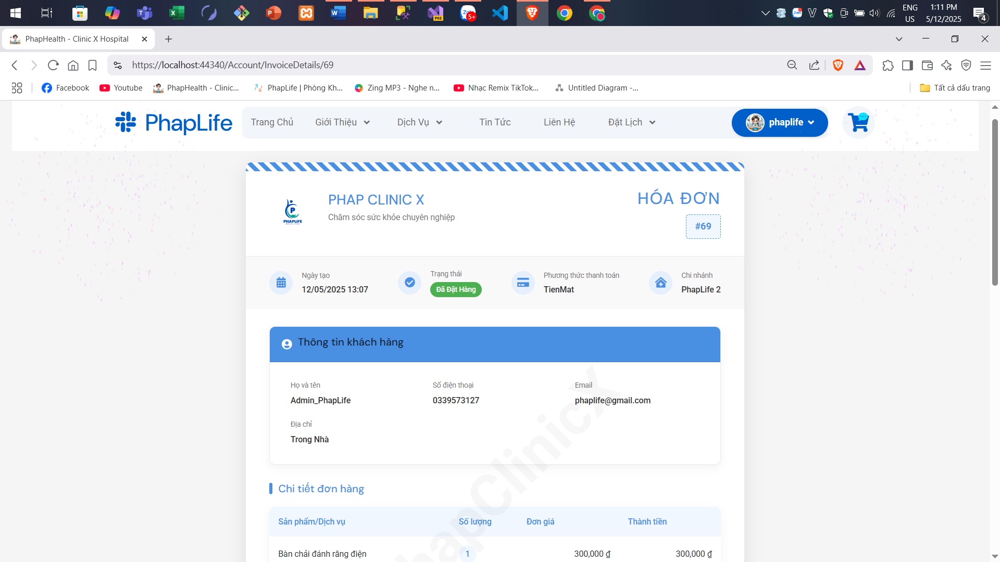 ENG
US
1:11 PM
5/12/2025
4
5+
PhapHealth - Clinic X Hospital
https://localhost:44340/Account/InvoiceDetails/69
Facebook
Youtube
PhapHealth - Clinic...
PhapLife | Phòng Kh...
Zing MP3 - Nghe n...
Nhạc Remix TikTok...
Untitled Diagram -...
Tất cả dấu trang
PhapLife
Trang Chủ
Giới Thiệu
Dịch Vụ
Tin Tức
Liên Hệ
Đặt Lịch
phaplife
PHAPLIFE
PHAP CLINIC X
Chăm sóc sức khỏe chuyên nghiệp
HÓA ĐƠN
#69
Ngày tạo
12/05/2025 13:07
Trạng thái
Đã Đặt Hàng
Phương thức thanh toán
TienMat
Chi nhánh
PhapLife 2
Thông tin khách hàng
Họ và tên
Admin_PhapLife
Số điện thoại
0339573127
Email
phaplife@gmail.com
Địa chỉ
Trong Nhà
Chi tiết đơn hàng
Sản phẩm/Dịch vụ
Số lượng
Đơn giá
Thành tiền
Bàn chải đánh răng điện
1
300,000 ₫
300,000 ₫
PhapClinicX